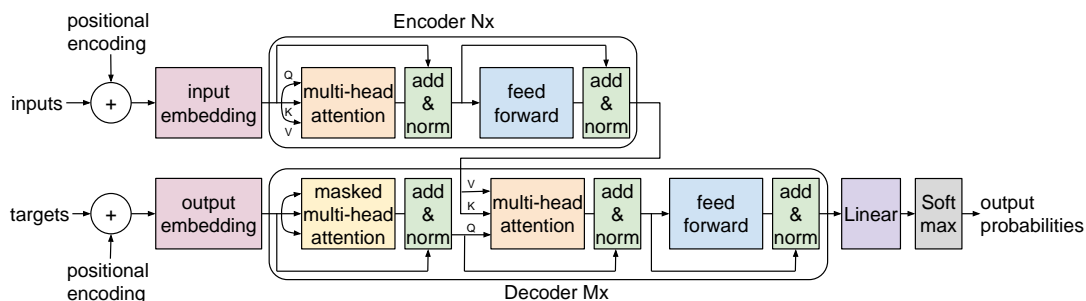 Encoder Nx
positional
encoding
inputs
+
input
embedding
Q
K
V
multi-head
attention
add
&
norm
feed
forward
add
&
norm
targets
+
positional
encoding
output
embedding
masked
multi-head
attention
add
&
norm
V
K
Q
multi-head
attention
add
&
norm
feed
forward
add
&
norm
Linear
Soft
max
output
probabilities
Decoder Mx